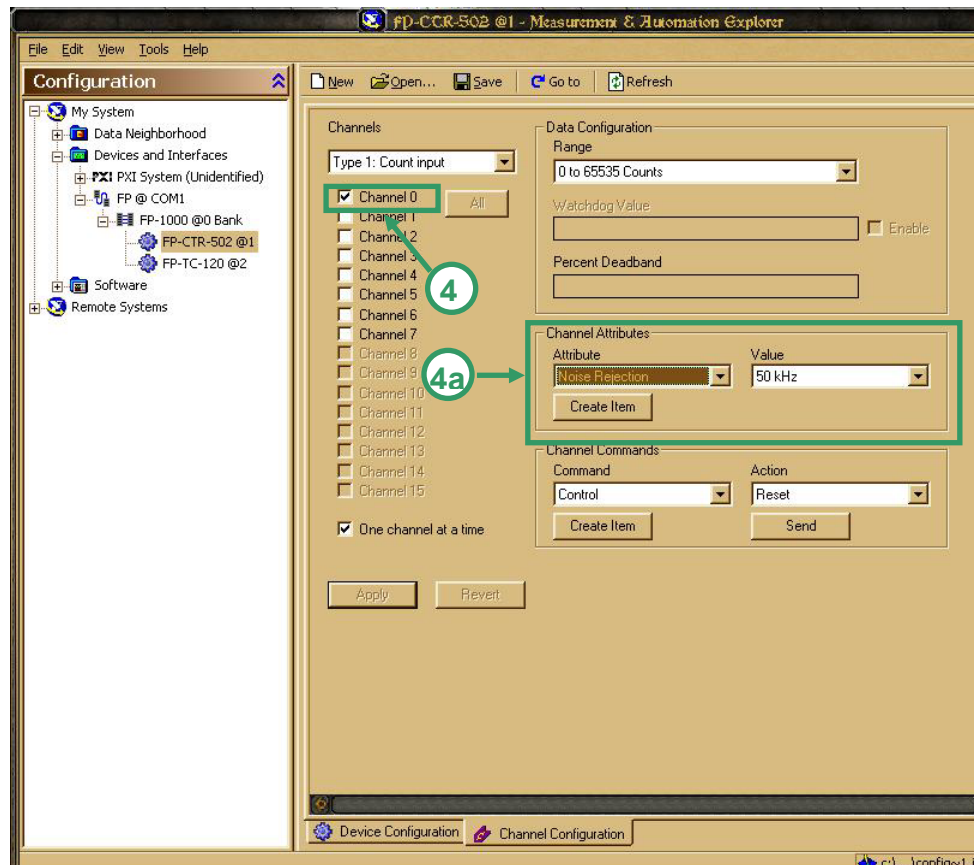 FP-CTR-502 @1 - Measurement & Automation Explorer
File Edit View Tools Help
Configuration
New Open... Save Go to Refresh
My System
Data Neighborhood
Devices and Interfaces
PXI PXI System (Unidentified)
FP @ COM1
FP-1000 @0 Bank
FP-CTR-502 @1
FP-TC-120 @2
Software
Remote Systems
Channels
Type 1: Count input
Channel 0
All
Channel 1
Channel 2
Channel 3
Channel 4
Channel 5
Channel 6
Channel 7
Channel 8
Channel 9
Channel 10
Channel 11
Channel 12
Channel 13
Channel 14
Channel 15
One channel at a time
Apply Revert
4
4a
Data Configuration
Range
0 to 65535 Counts
Watchdog Value
Enable
Percent Deadband
Channel Attributes
Attribute Value
Noise Rejection 50 kHz
Create Item
Channel Commands
Command Action
Control Reset
Create Item Send
Device Configuration Channel Configuration